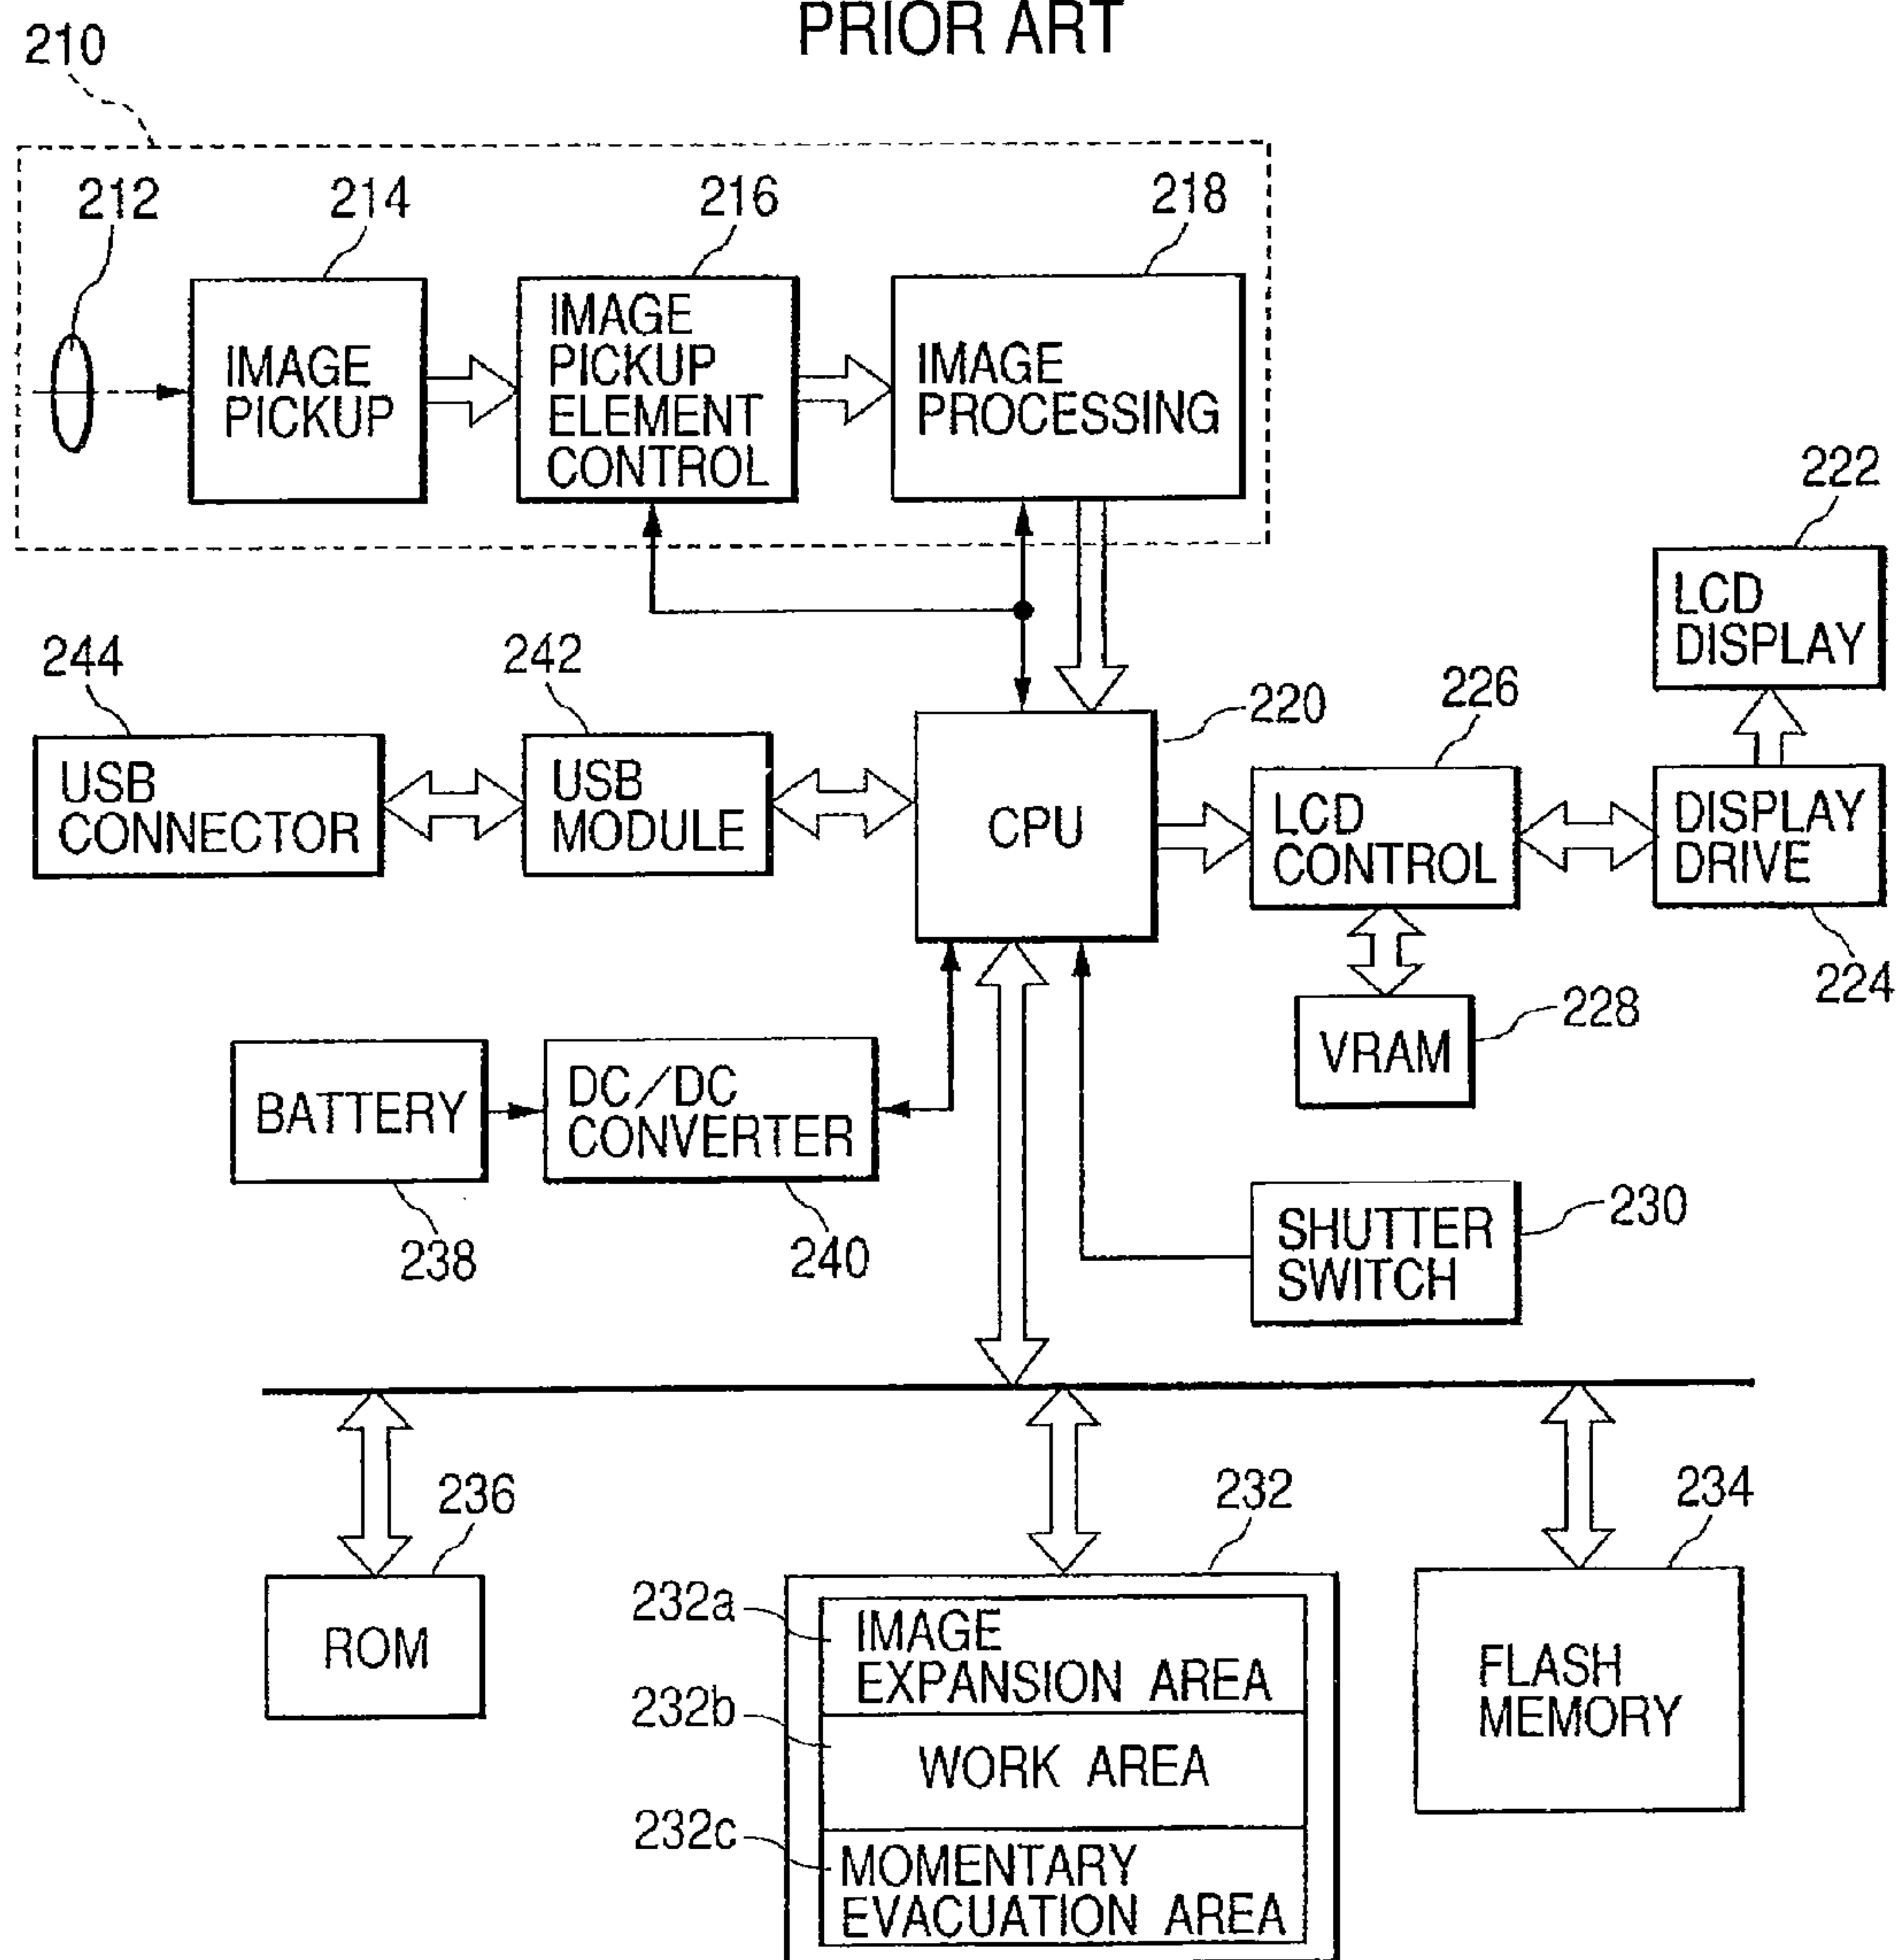 PRIOR ART
210
212
214
216
218
IMAGE
PICKUP
IMAGE
PICKUP
ELEMENT
CONTROL
IMAGE
PROCESSING
222
LCD
DISPLAY
244
242
220
226
USB
CONNECTOR
USB
MODULE
CPU
LCD
CONTROL
DISPLAY
DRIVE
224
228
VRAM
BATTERY
DC/DC
CONVERTER
238
240
SHUTTER
SWITCH
230
236
232
234
ROM
232a
IMAGE
EXPANSION AREA
232b
WORK AREA
232c
MOMENTARY
EVACUATION AREA
FLASH
MEMORY